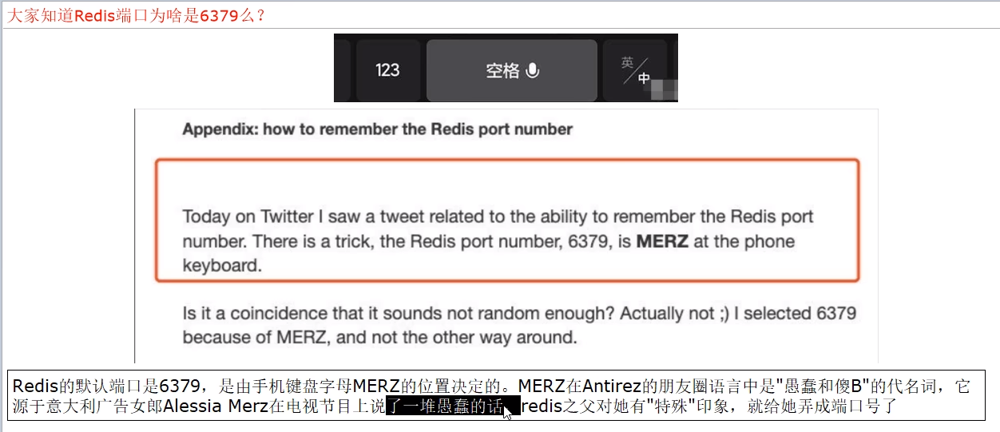 大家知道Redis端口为啥是6379么？
123
空格
英/中
Appendix: how to remember the Redis port number
Today on Twitter I saw a tweet related to the ability to remember the Redis port
number. There is a trick, the Redis port number, 6379, is MERZ at the phone
keyboard.
Is it a coincidence that it sounds not random enough? Actually not ;) I selected 6379
because of MERZ, and not the other way around.
Redis的默认端口是6379，是由手机键盘字母MERZ的位置决定的。MERZ在Antirez的朋友圈语言中是"愚蠢和傻B"的代名词，它
源于意大利广告女郎Alessia Merz在电视节目上说了一堆愚蠢的话，redis之父对她有"特殊"印象，就给她弄成端口号了